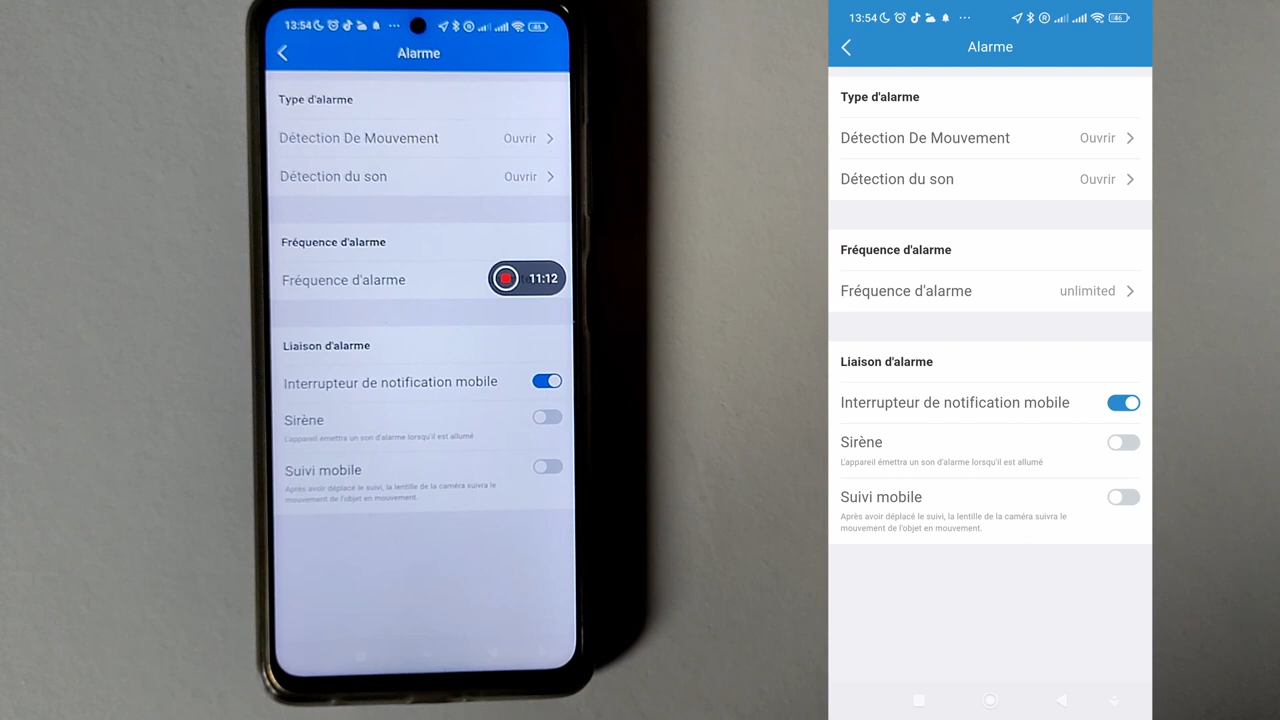 13:54
46
Alarme
Type d'alarme
Détection De Mouvement Ouvrir
Détection du son Ouvrir
Fréquence d'alarme
Fréquence d'alarme
11:12
Liaison d'alarme
Interrupteur de notification mobile
Sirène
L'appareil émettra un son d'alarme lorsqu'il est allumé
Suivi mobile
Après avoir déplacé le suivi, la lentille de la caméra suivra le
mouvement de l'objet en mouvement.
13:54
46
Alarme
Type d'alarme
Détection De Mouvement Ouvrir
Détection du son Ouvrir
Fréquence d'alarme
Fréquence d'alarme unlimited
Liaison d'alarme
Interrupteur de notification mobile
Sirène
L'appareil émettra un son d'alarme lorsqu'il est allumé
Suivi mobile
Après avoir déplacé le suivi, la lentille de la caméra suivra le
mouvement de l'objet en mouvement.